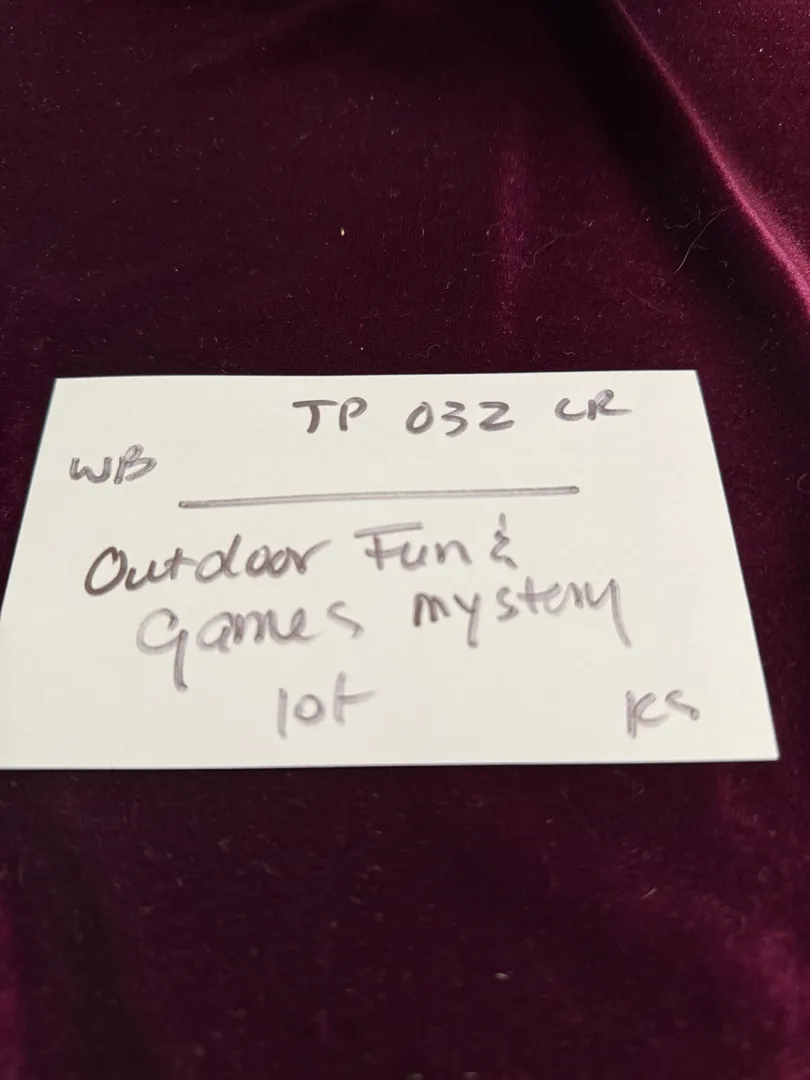 TP 032 CR
WB
Outdoor Fun &
Games mystery
lot
KS